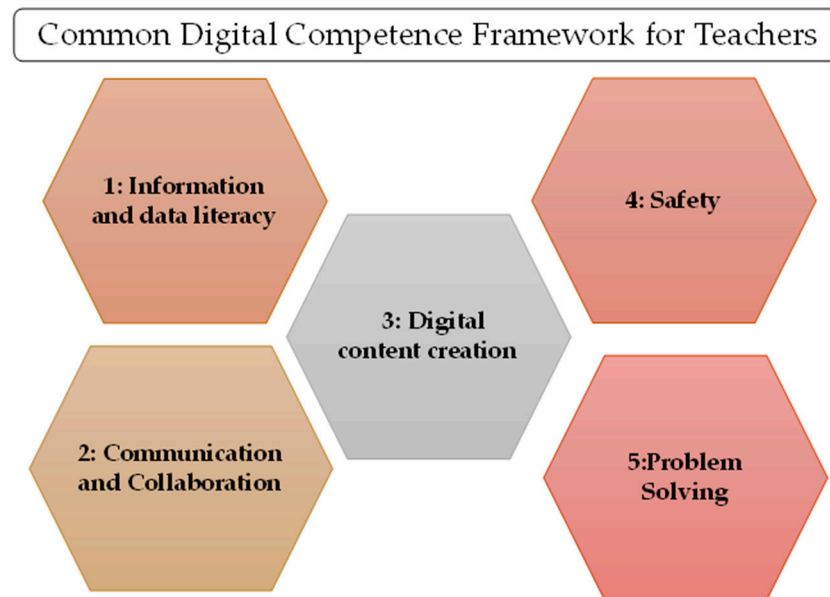 Common Digital Competence Framework for Teachers
1: Information
and data literacy
2: Communication
and Collaboration
3: Digital
content creation
4: Safety
5:Problem
Solving